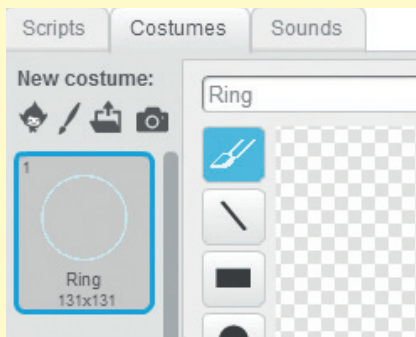 Scripts Costumes Sounds
New costume:
Ring
1
Ring
131x131